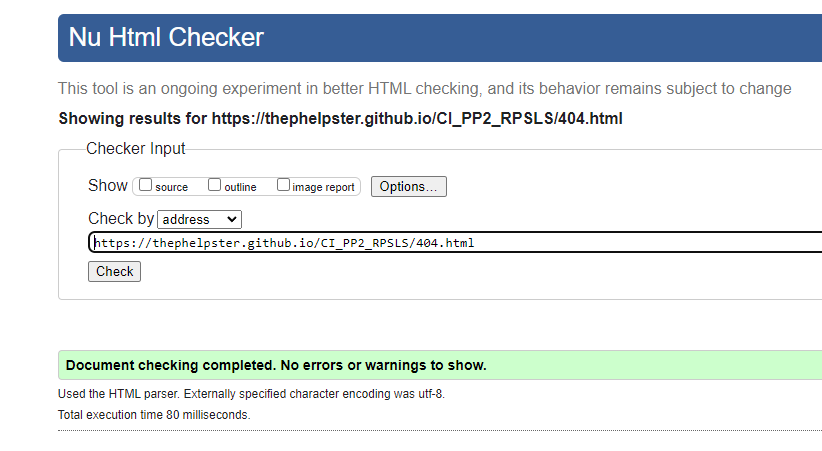 Nu Html Checker
This tool is an ongoing experiment in better HTML checking, and its behavior remains subject to change
Showing results for https://thephelpster.github.io/CI_PP2_RPSLS/404.html
Checker Input
Show source outline image report Options...
Check by address
https://thephelpster.github.io/CI_PP2_RPSLS/404.html
Check
Document checking completed. No errors or warnings to show.
Used the HTML parser. Externally specified character encoding was utf-8.
Total execution time 80 milliseconds.